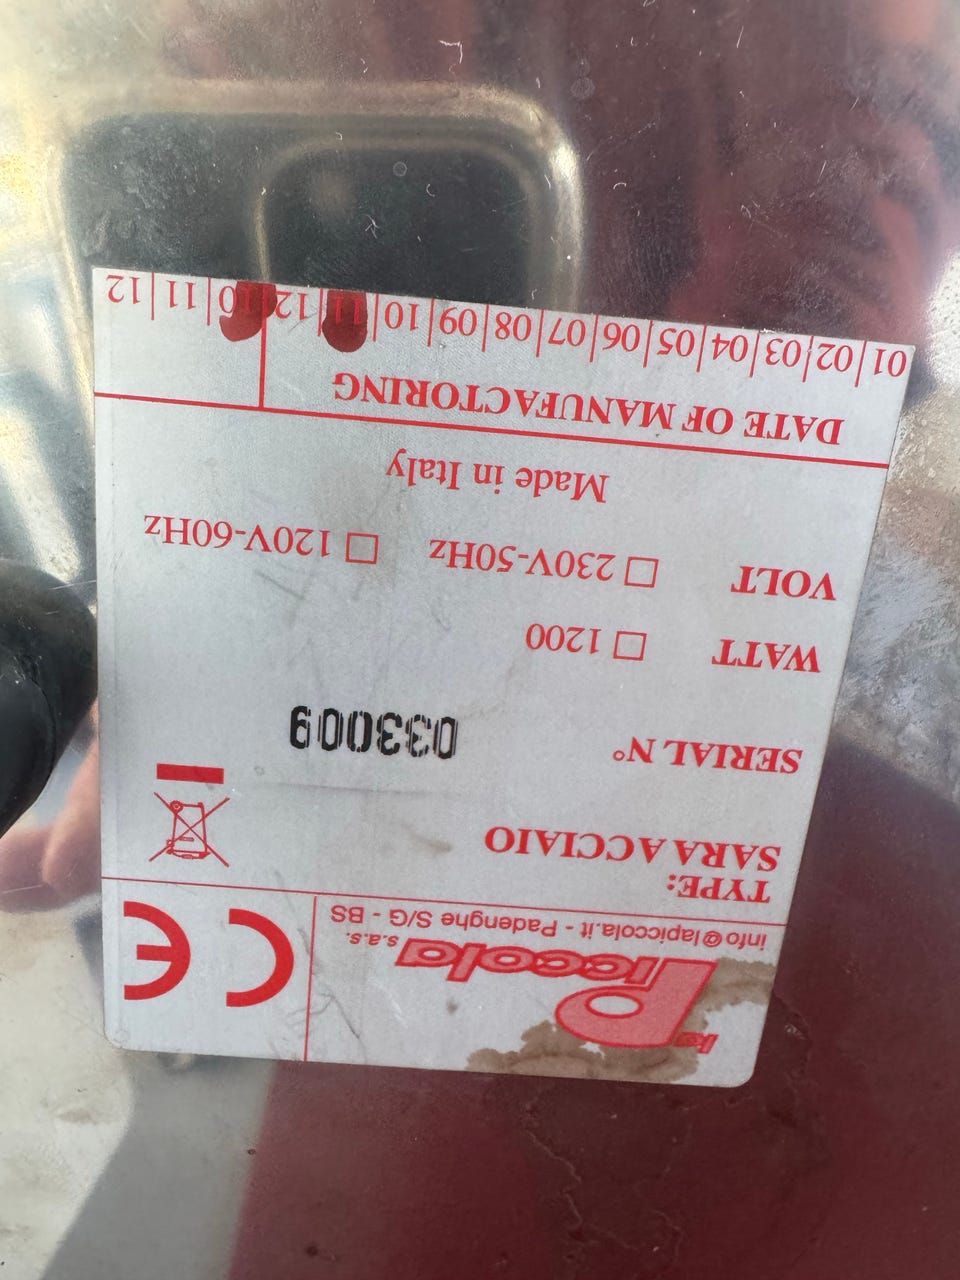 la Piccola s.a.s.
info@lapiccola.it - Padenghe S/G - BS
CE
TYPE:
SARA ACCIAIO
SERIAL N° 033009
WATT 1200
VOLT 230V-50Hz 120V-60Hz
Made in Italy
DATE OF MANUFACTORING
01 02 03 04 05 06 07 08 09 10 11 12 10 11 12